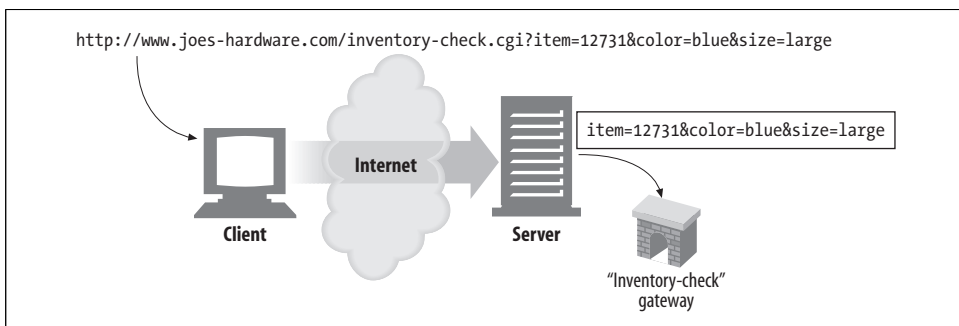 http://www.joes-hardware.com/inventory-check.cgi?item=12731&color=blue&size=large
item=12731&color=blue&size=large
Internet
Client
Server
“Inventory-check”
gateway